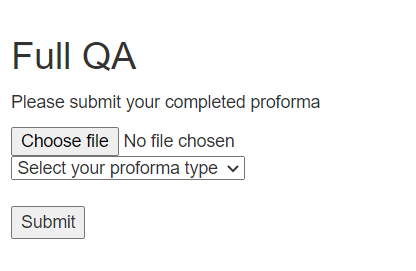 Full QA
Please submit your completed proforma
Choose file No file chosen
Select your proforma type
Submit